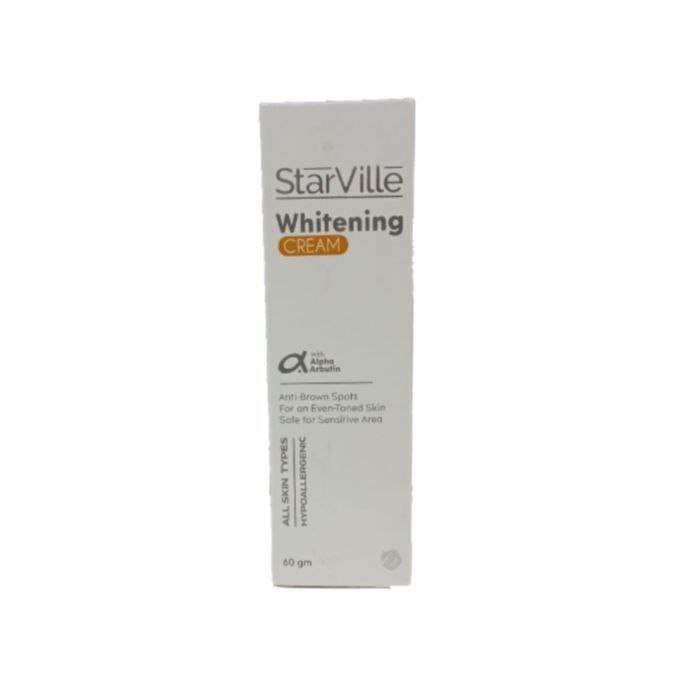 StarVille
Whitening
CREAM
with
Alpha
Arbutin
Anti-Brown Spots
For an Even-Toned Skin
Safe for Sensitive Area
ALL SKIN TYPES
HYPOALLERGENIC
60 gm